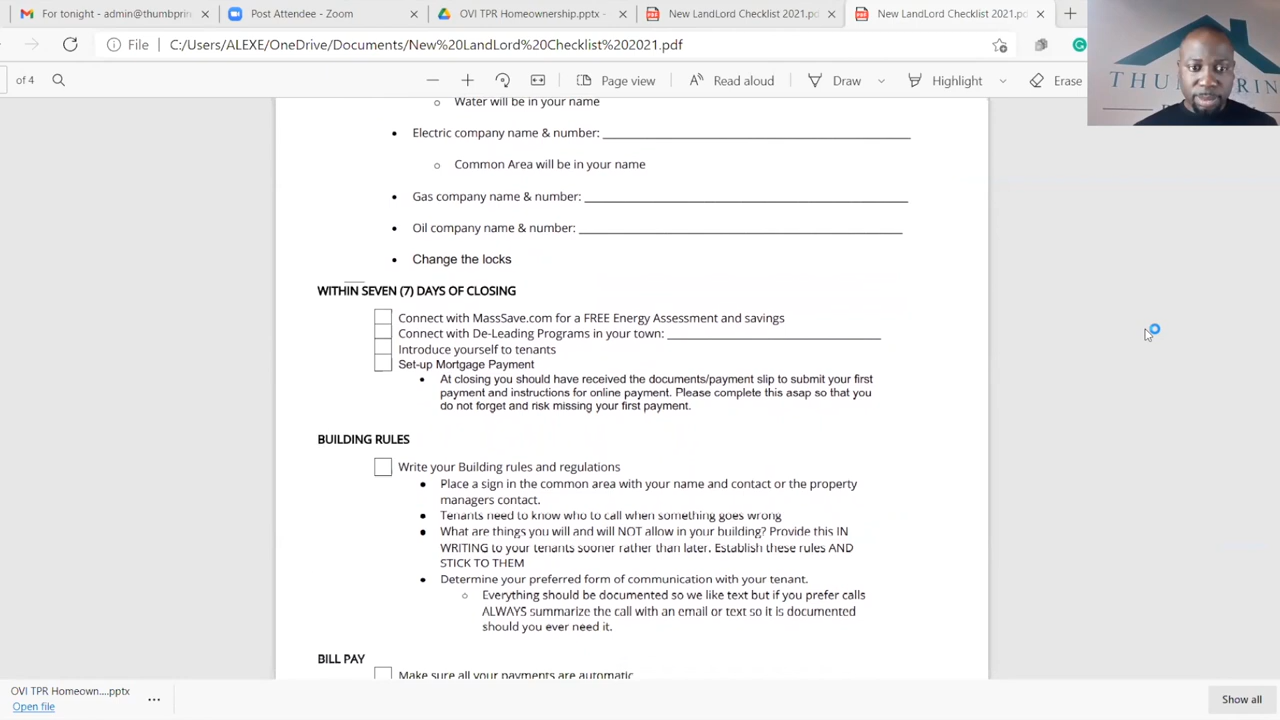 For tonight - admin@thumbprin
Post Attendee - Zoom
OVI TPR Homeownership.pptx -
New LandLord Checklist 2021.pd
New LandLord Checklist 2021.pd
File
C:/Users/ALEXE/OneDrive/Documents/New%20LandLord%20Checklist%202021.pdf
of 4
Page view
Read aloud
Draw
Highlight
Erase
THUM RIN
Water will be in your name
Electric company name & number:
Common Area will be in your name
Gas company name & number:
Oil company name & number:
Change the locks
WITHIN SEVEN (7) DAYS OF CLOSING
Connect with MassSave.com for a FREE Energy Assessment and savings
Connect with De-Leading Programs in your town:
Introduce yourself to tenants
Set-up Mortgage Payment
At closing you should have received the documents/payment slip to submit your first
payment and instructions for online payment. Please complete this asap so that you
do not forget and risk missing your first payment.
BUILDING RULES
Write your Building rules and regulations
Place a sign in the common area with your name and contact or the property
managers contact.
Tenants need to know who to call when something goes wrong
What are things you will and will NOT allow in your building? Provide this IN
WRITING to your tenants sooner rather than later. Establish these rules AND
STICK TO THEM
Determine your preferred form of communication with your tenant.
Everything should be documented so we like text but if you prefer calls
ALWAYS summarize the call with an email or text so it is documented
should you ever need it.
BILL PAY
Make sure all your payments are automatic
OVI TPR Homeown....pptx
Open file
Show all